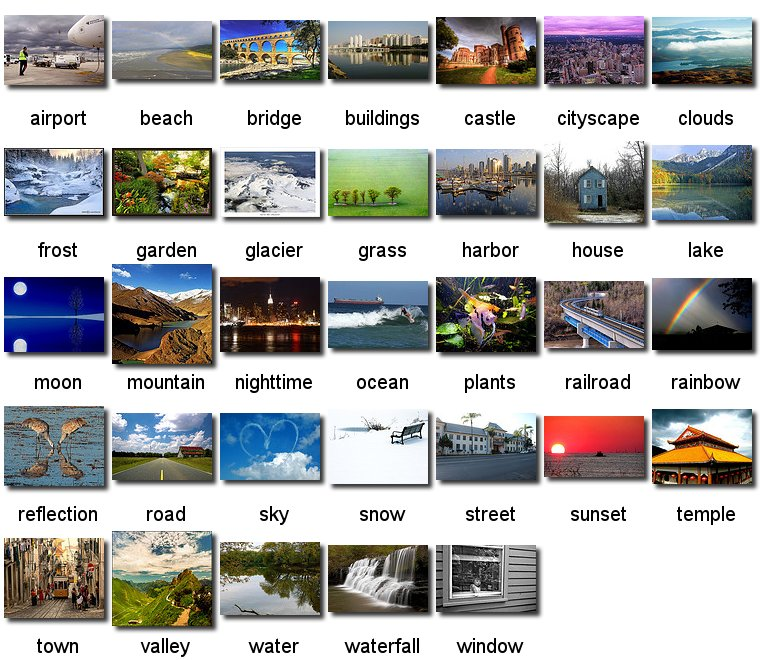 airport beach bridge buildings castle cityscape clouds
frost garden glacier grass harbor house lake
moon mountain nighttime ocean plants railroad rainbow
reflection road sky snow street sunset temple
town valley water waterfall window